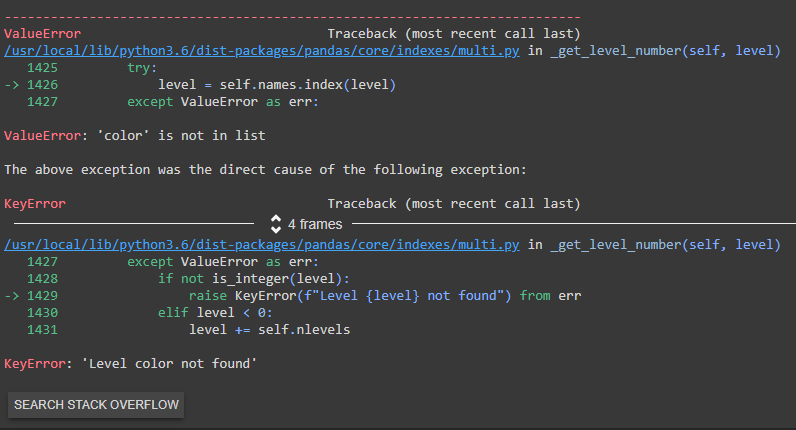 ---------------------------------------------------------------------------
ValueError                                Traceback (most recent call last)
/usr/local/lib/python3.6/dist-packages/pandas/core/indexes/multi.py in _get_level_number(self, level)
   1425         try:
-> 1426             level = self.names.index(level)
   1427         except ValueError as err:
ValueError: 'color' is not in list
The above exception was the direct cause of the following exception:
KeyError                                  Traceback (most recent call last)
4 frames
/usr/local/lib/python3.6/dist-packages/pandas/core/indexes/multi.py in _get_level_number(self, level)
   1427         except ValueError as err:
   1428             if not is_integer(level):
-> 1429                 raise KeyError(f"Level {level} not found") from err
   1430             elif level < 0:
   1431                 level += self.nlevels
KeyError: 'Level color not found'
SEARCH STACK OVERFLOW